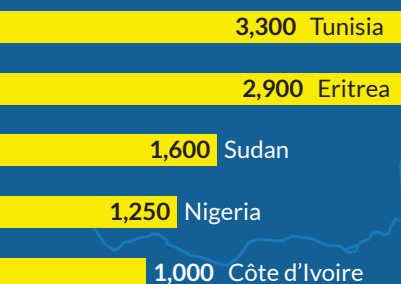 3,300 Tunisia
2,900 Eritrea
1,600 Sudan
1,250 Nigeria
1,000 Côte d'Ivoire